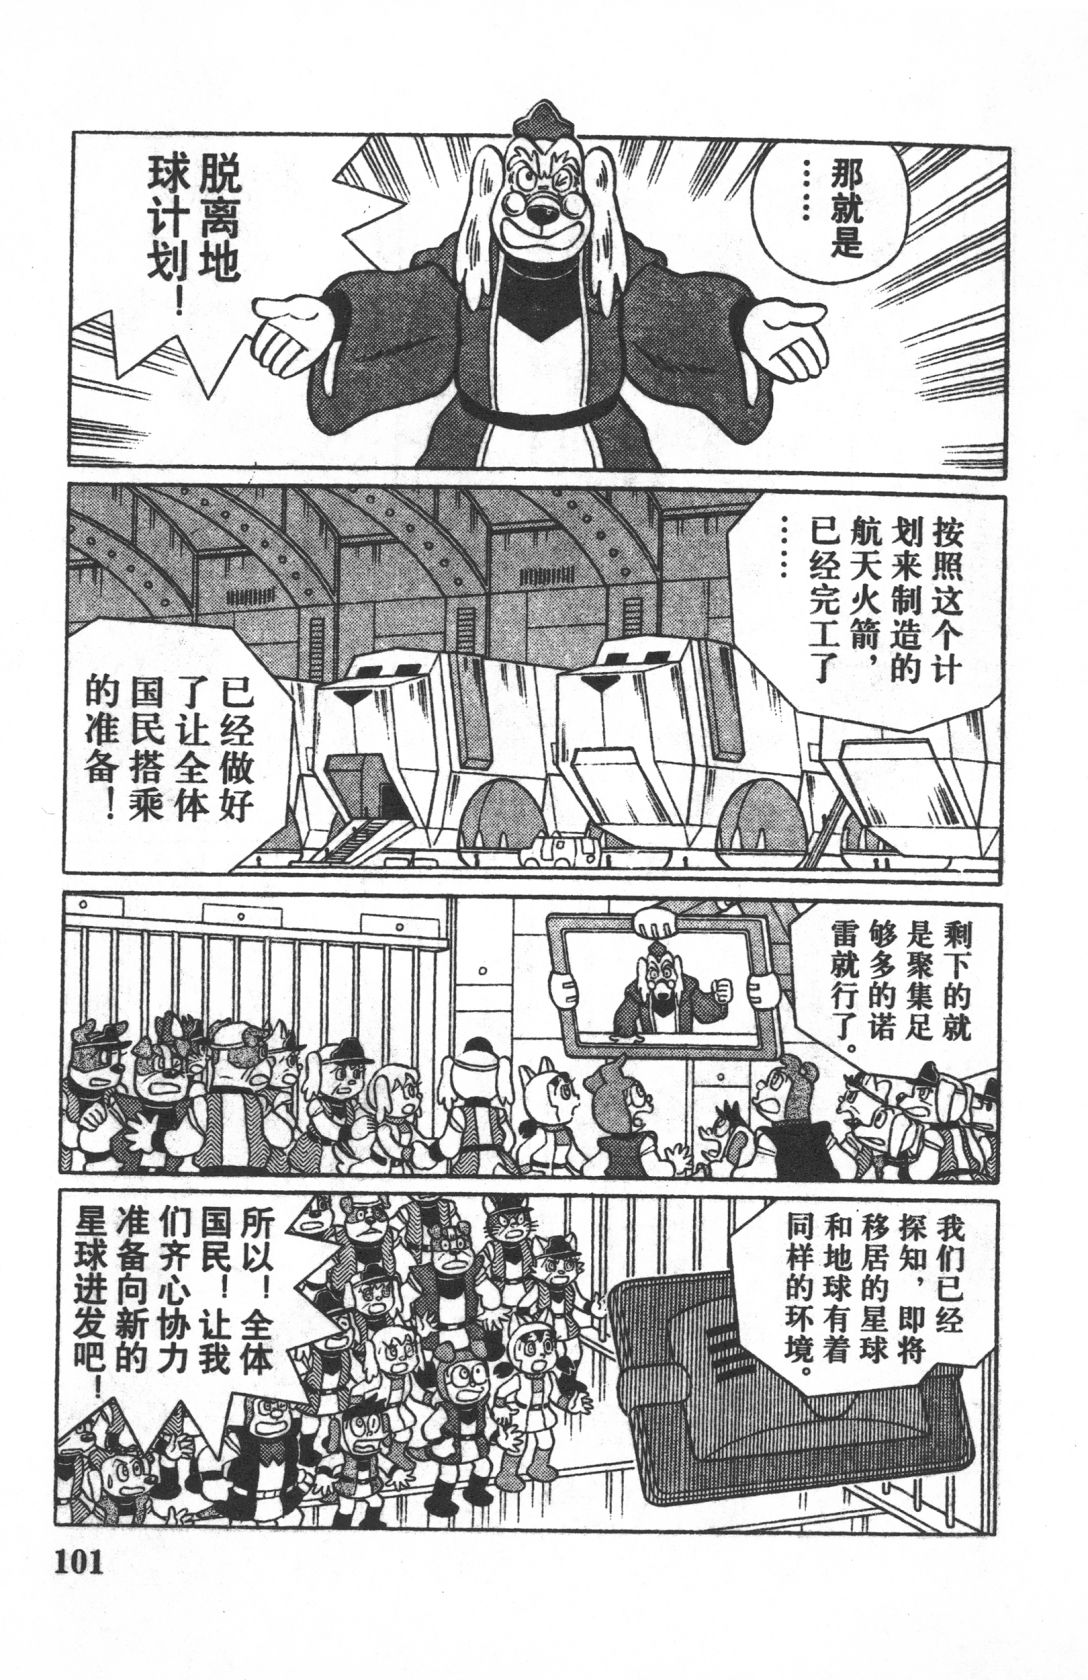 那就是
……
脱离地
球计划！
按照这个计
划来制造的
航天火箭，
已经完工了
……
已经做好
了让全体
国民搭乘
的准备！
剩下的就
是聚集足
够多的诺
雷就行了。
我们已经
探知，即将
移居的星球
和地球有着
同样的环境。
所以！全体
国民！让我
们齐心协力
准备向新的
星球进发吧！
101